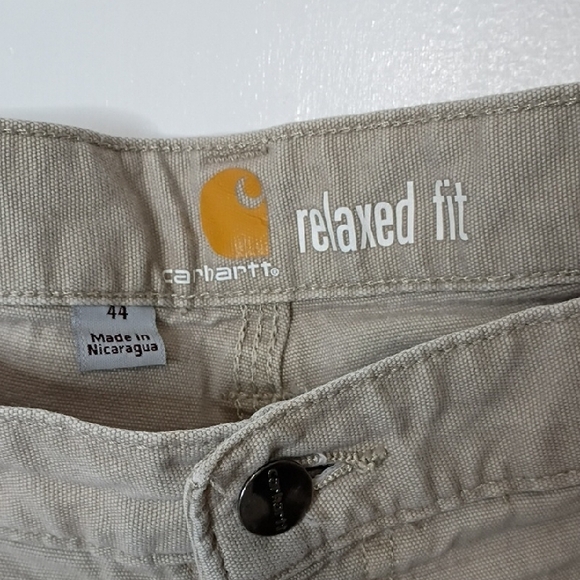 carhartt®
relaxed fit
44
Made in
Nicaragua